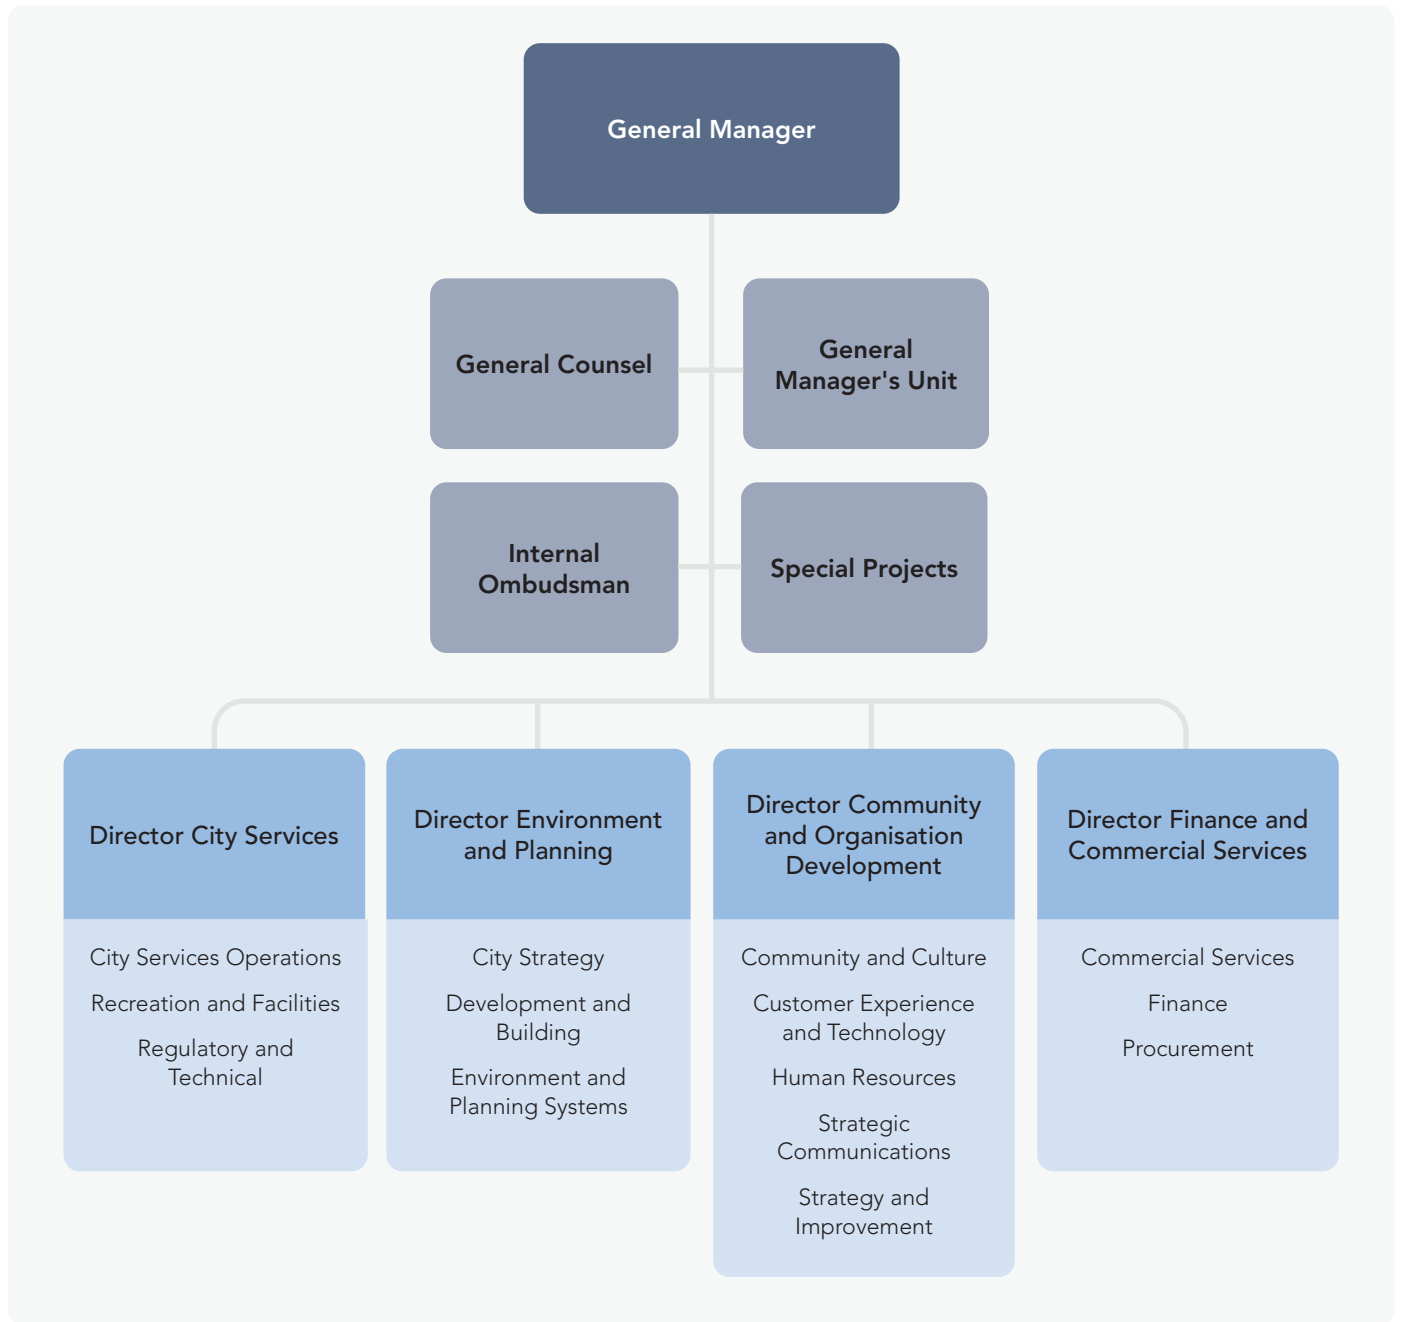 General Manager
General Counsel
General
Manager's Unit
Internal
Ombudsman
Special Projects
Director City Services
City Services Operations
Recreation and Facilities
Regulatory and
Technical
Director Environment
and Planning
City Strategy
Development and
Building
Environment and
Planning Systems
Director Community
and Organisation
Development
Community and Culture
Customer Experience
and Technology
Human Resources
Strategic
Communications
Strategy and
Improvement
Director Finance and
Commercial Services
Commercial Services
Finance
Procurement